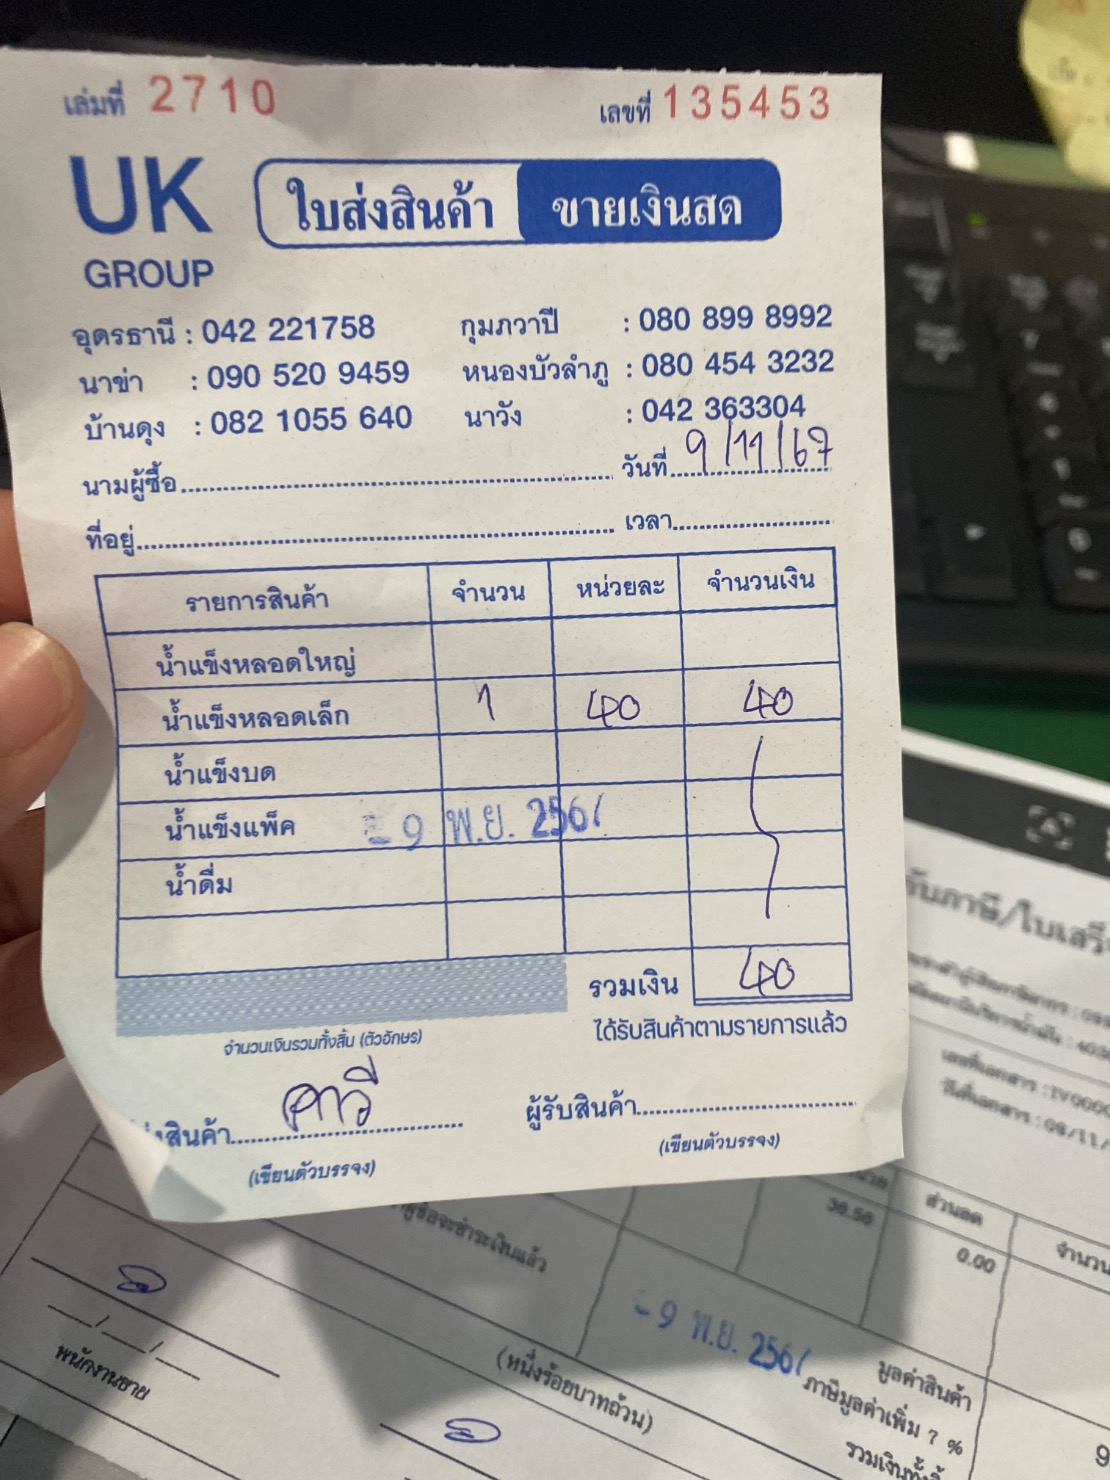 เล่มที่ 2710 เลขที่ 135453
UK
GROUP
ใบส่งสินค้า ขายเงินสด
อุดรธานี : 042 221758 กุมภวาปี : 080 899 8992
นาข่า : 090 520 9459 หนองบัวลำภู : 080 454 3232
บ้านดุง : 082 1055 640 นาวัง : 042 363304
นามผู้ซื้อ วันที่ 9/11/67
ที่อยู่ เวลา
รายการสินค้า จำนวน หน่วยละ จำนวนเงิน
น้ำแข็งหลอดใหญ่
น้ำแข็งหลอดเล็ก 1 40 40
น้ำแข็งบด
น้ำแข็งแพ็ค
- 9 พ.ย. 2567
น้ำดื่ม
รวมเงิน 40
จำนวนเงินรวมทั้งสิ้น (ตัวอักษร) ได้รับสินค้าตามรายการแล้ว
ส่งสินค้า ผู้รับสินค้า
(เขียนตัวบรรจง) (เขียนตัวบรรจง)
ส่วนลด
36.56 0.00
- 9 พ.ย. 2567
มูลค่าสินค้า
ภาษีมูลค่าเพิ่ม 7 %
(หนึ่งร้อยบาทถ้วน)
พนักงานขาย